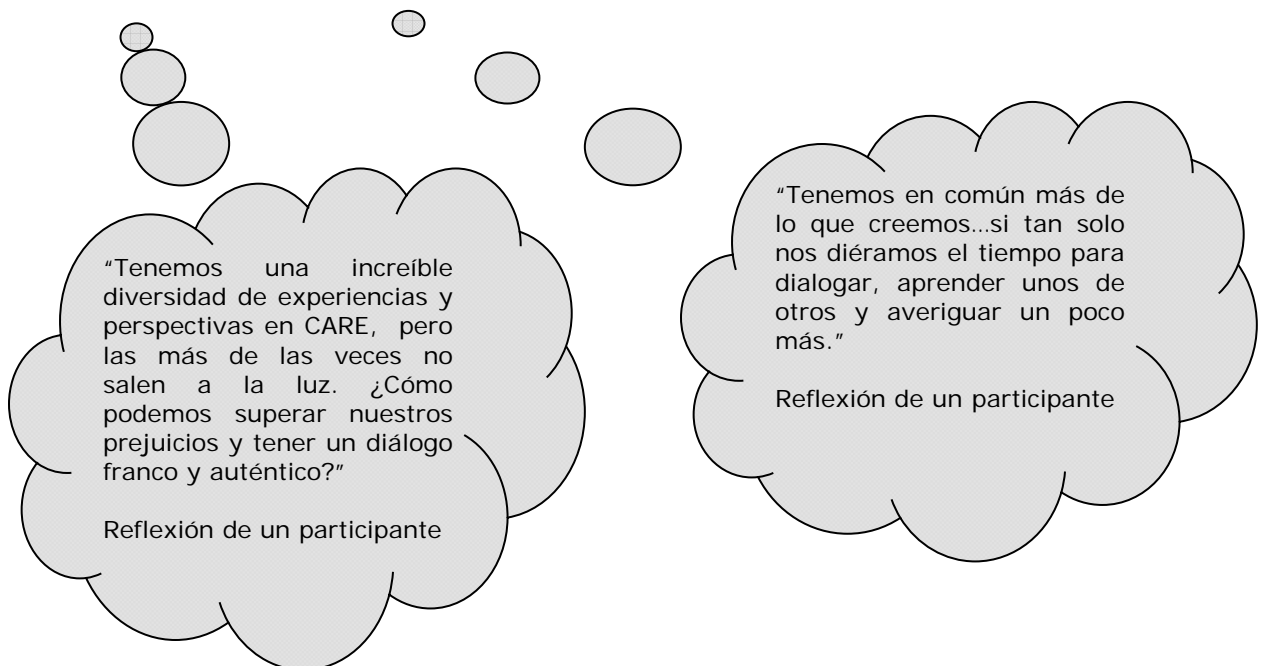 “Tenemos una increíble
diversidad de experiencias y
perspectivas en CARE, pero
las más de las veces no
salen a la luz. ¿Cómo
podemos superar nuestros
prejuicios y tener un diálogo
franco y auténtico?”
Reflexión de un participante
“Tenemos en común más de
lo que creemos...si tan solo
nos diéramos el tiempo para
dialogar, aprender unos de
otros y averiguar un poco
más.”
Reflexión de un participante